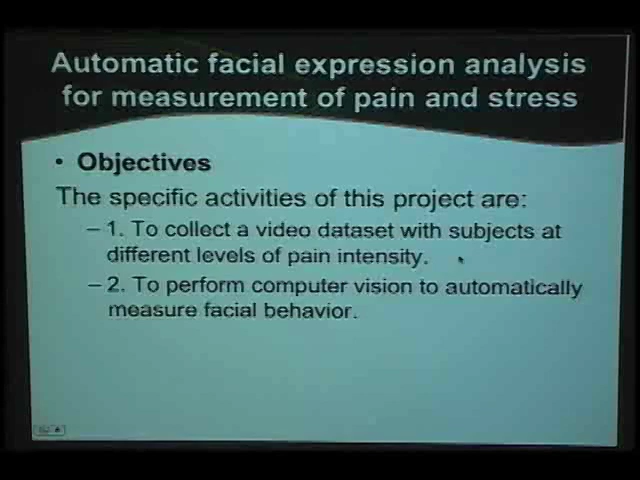 Automatic facial expression analysis
for measurement of pain and stress
• Objectives
The specific activities of this project are:
– 1. To collect a video dataset with subjects at
different levels of pain intensity.
– 2. To perform computer vision to automatically
measure facial behavior.